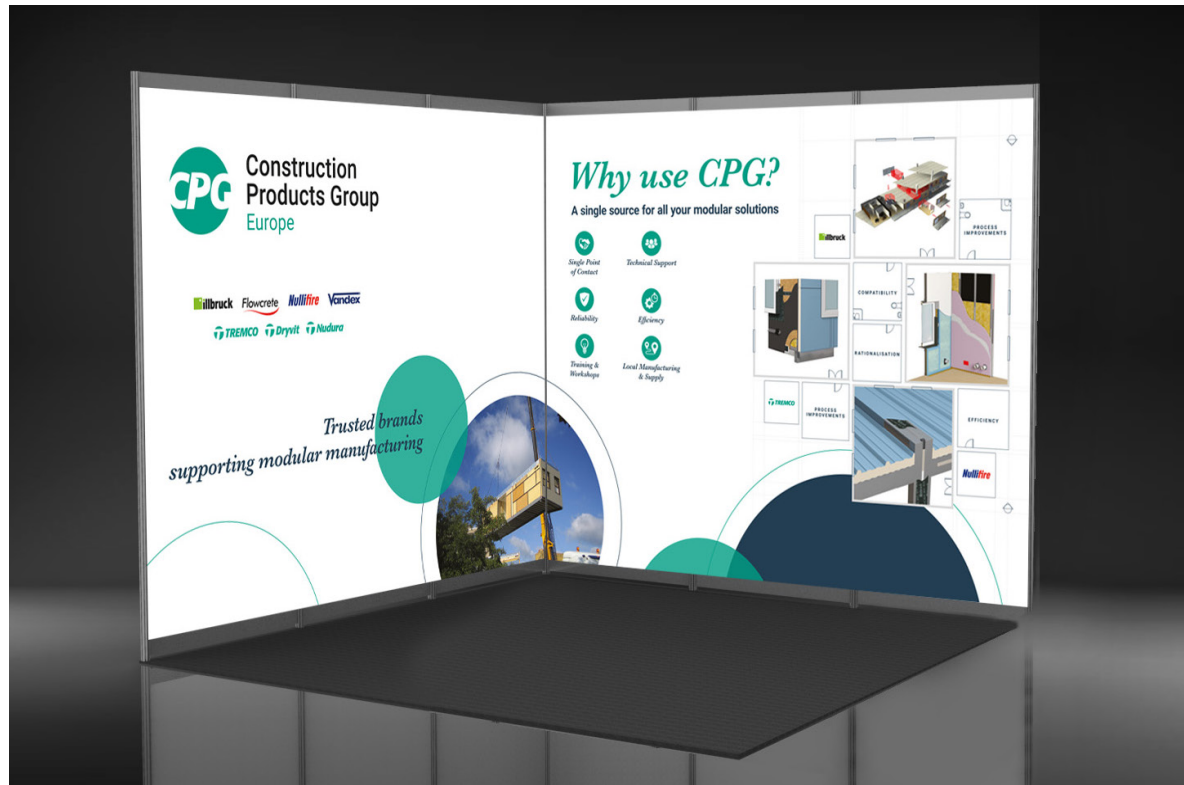 CPG
Construction
Products Group
Europe
illbruck Flowcrete Nullifire Vandex
TREMCO Dryvit Nudura
Trusted brands
supporting modular manufacturing
Why use CPG?
A single source for all your modular solutions
Single Point
of Contact
Technical Support
Reliability
Efficiency
Training &
Workshops
Local Manufacturing
& Supply
illbruck
PROCESS
IMPROVEMENTS
COMPATIBILITY
RATIONALISATION
TREMCO
PROCESS
IMPROVEMENTS
EFFICIENCY
Nullifire